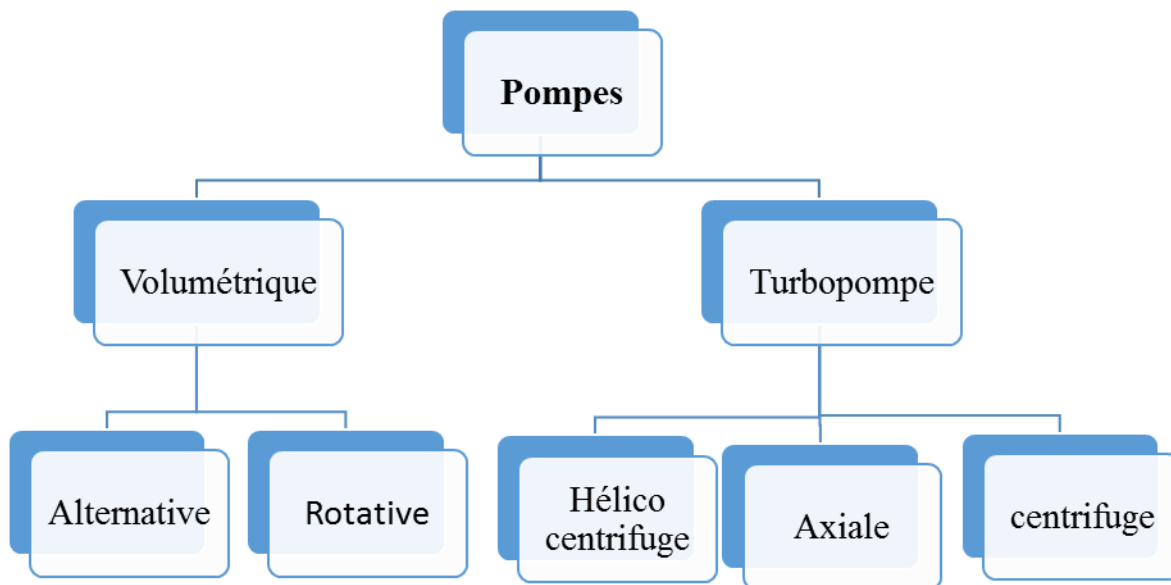 Pompes
Volumétrique
Turbopompe
Alternative
Rotative
Hélico
centrifuge
Axiale
centrifuge